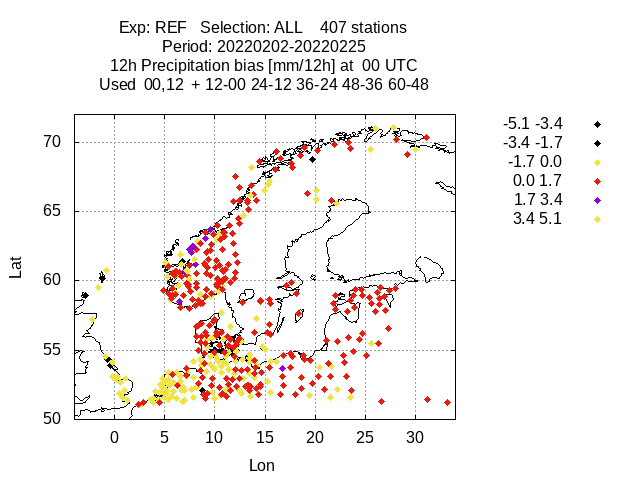 Exp: REF Selection: ALL 407 stations
Period: 20220202-20220225
12h Precipitation bias [mm/12h] at 00 UTC
Used 00,12 + 12-00 24-12 36-24 48-36 60-48
-5.1 -3.4
-3.4 -1.7
-1.7 0.0
0.0 1.7
1.7 3.4
3.4 5.1
70
65
60
55
50
Lat
0 5 10 15 20 25 30
Lon